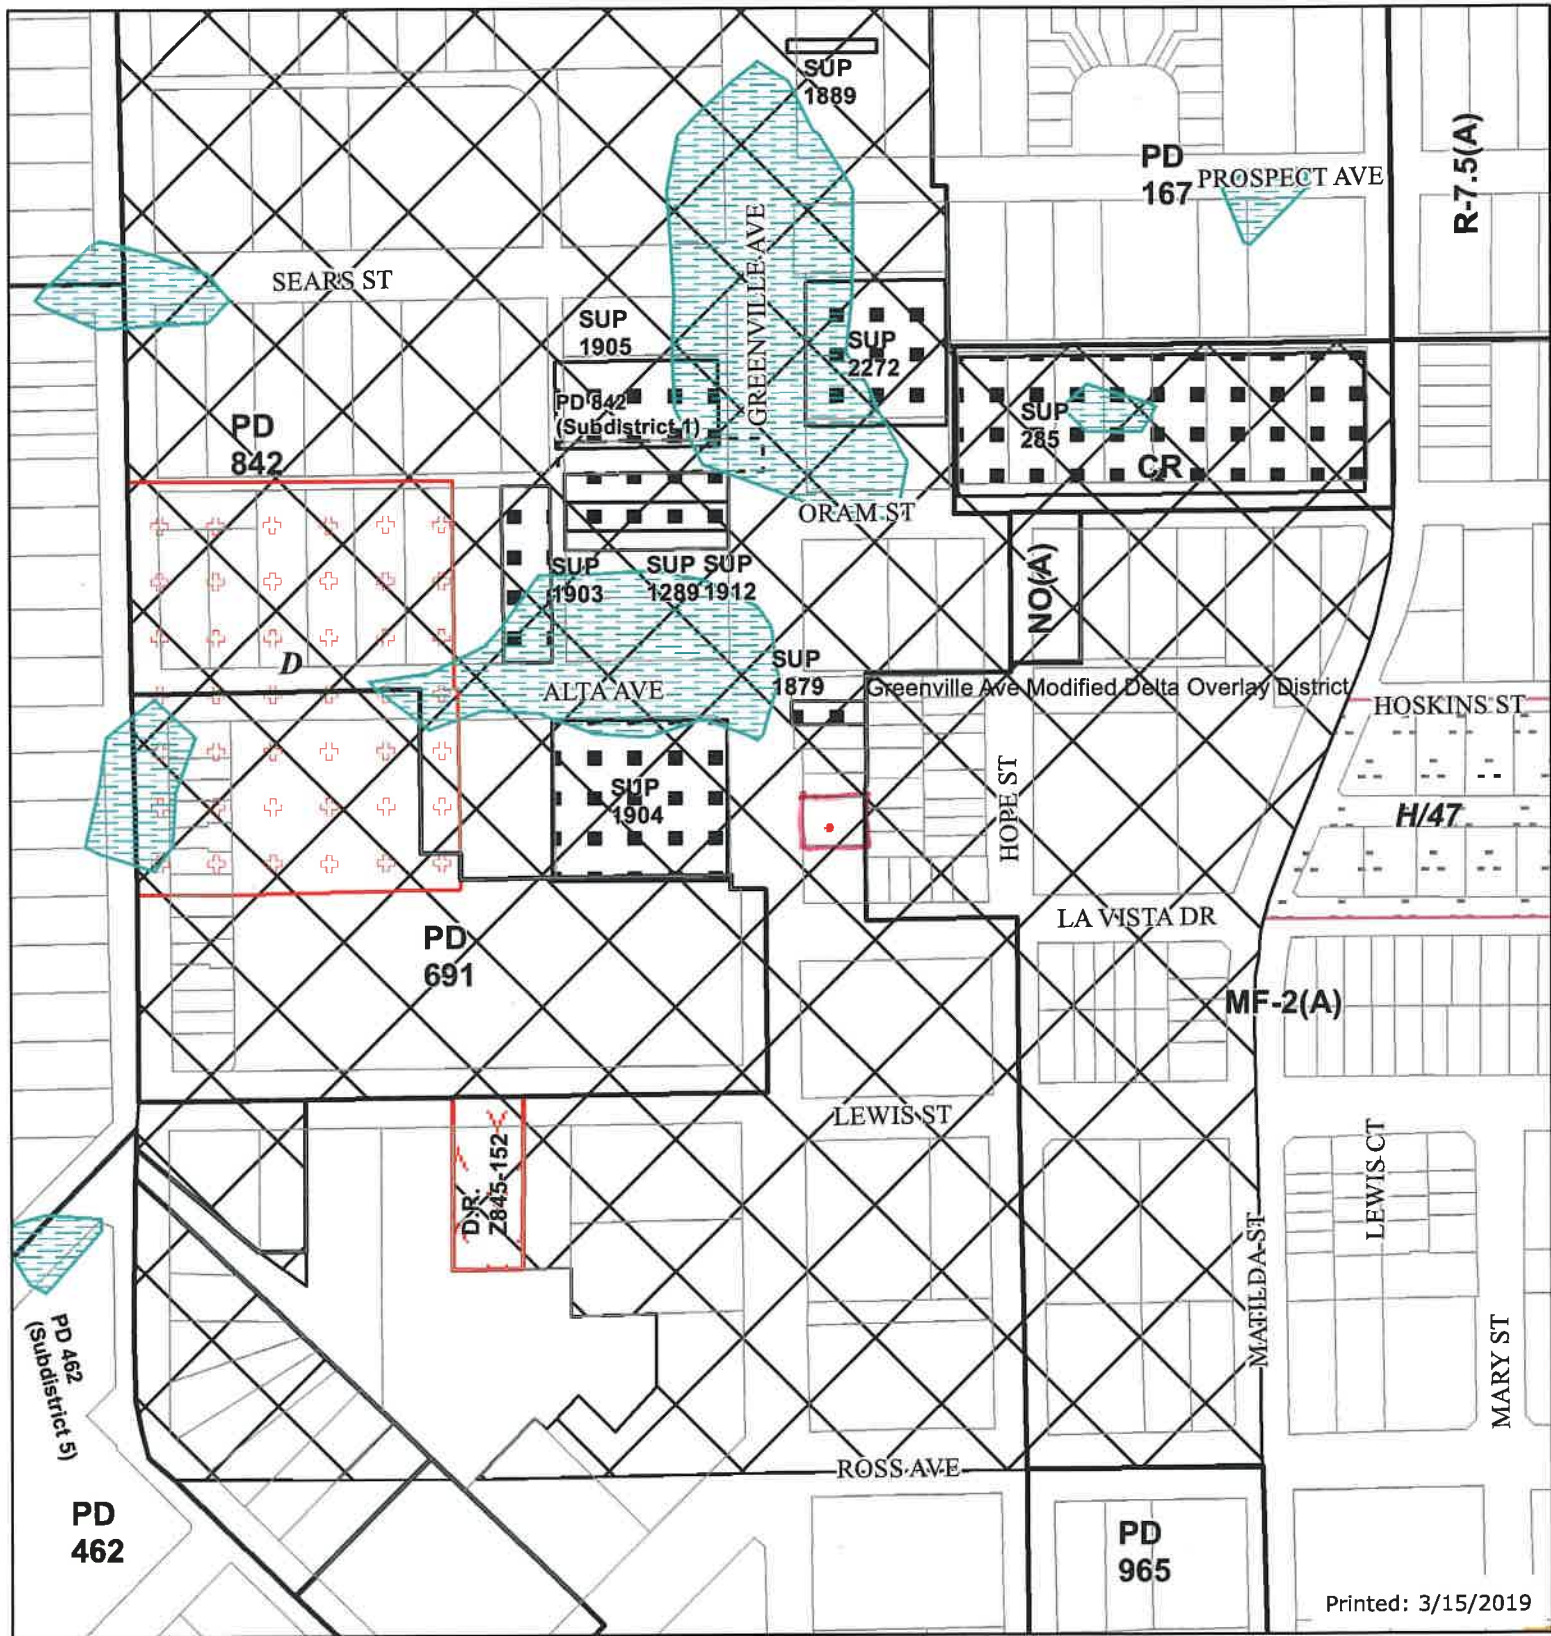 SUP
1889
PD
167
PROSPECT AVE
R-7.5(A)
GREENVILLE AVE
SEARS ST
SUP
1905
SUP
2272
PD 842
(Subdistrict 1)
PD
842
SUP
285
CR
ORAM ST
NO(A)
SUP
1903
SUP
1289
SUP
1912
D
ALTA AVE
SUP
1879
Greenville Ave Modified Delta Overlay District
HOSKINS ST
HOPE ST
SUP
1904
H/47
LA VISTA DR
PD
691
MF-2(A)
LEWIS ST
D.R.
Z845-152
LEWIS CT
MATILDA ST
MARY ST
PD 462
(Subdistrict 5)
ROSS AVE
PD
462
PD
965
Printed: 3/15/2019